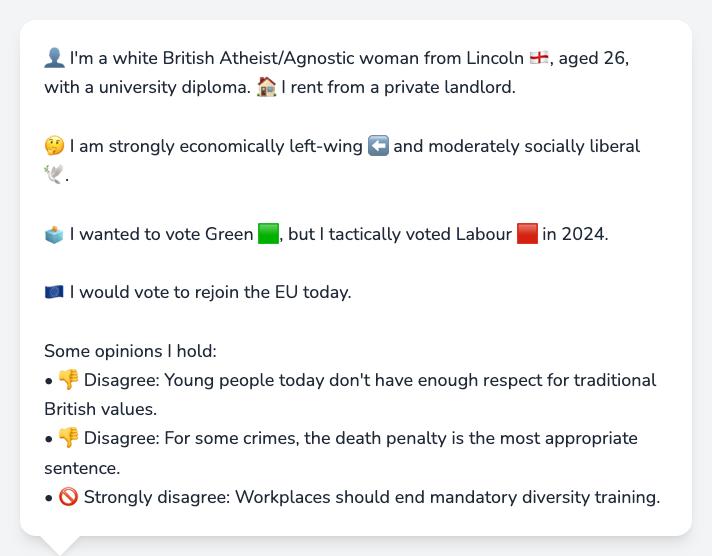 👤 I'm a white British Atheist/Agnostic woman from Lincoln 🏴󠁧󠁢󠁥󠁮󠁧󠁿, aged 26,
with a university diploma. 🏠 I rent from a private landlord.
🤔 I am strongly economically left-wing ⬅️ and moderately socially liberal
🕊️.
🗳️ I wanted to vote Green 🟩, but I tactically voted Labour 🟥 in 2024.
🇪🇺 I would vote to rejoin the EU today.
Some opinions I hold:
• 👎 Disagree: Young people today don't have enough respect for traditional
British values.
• 👎 Disagree: For some crimes, the death penalty is the most appropriate
sentence.
• 🚫 Strongly disagree: Workplaces should end mandatory diversity training.